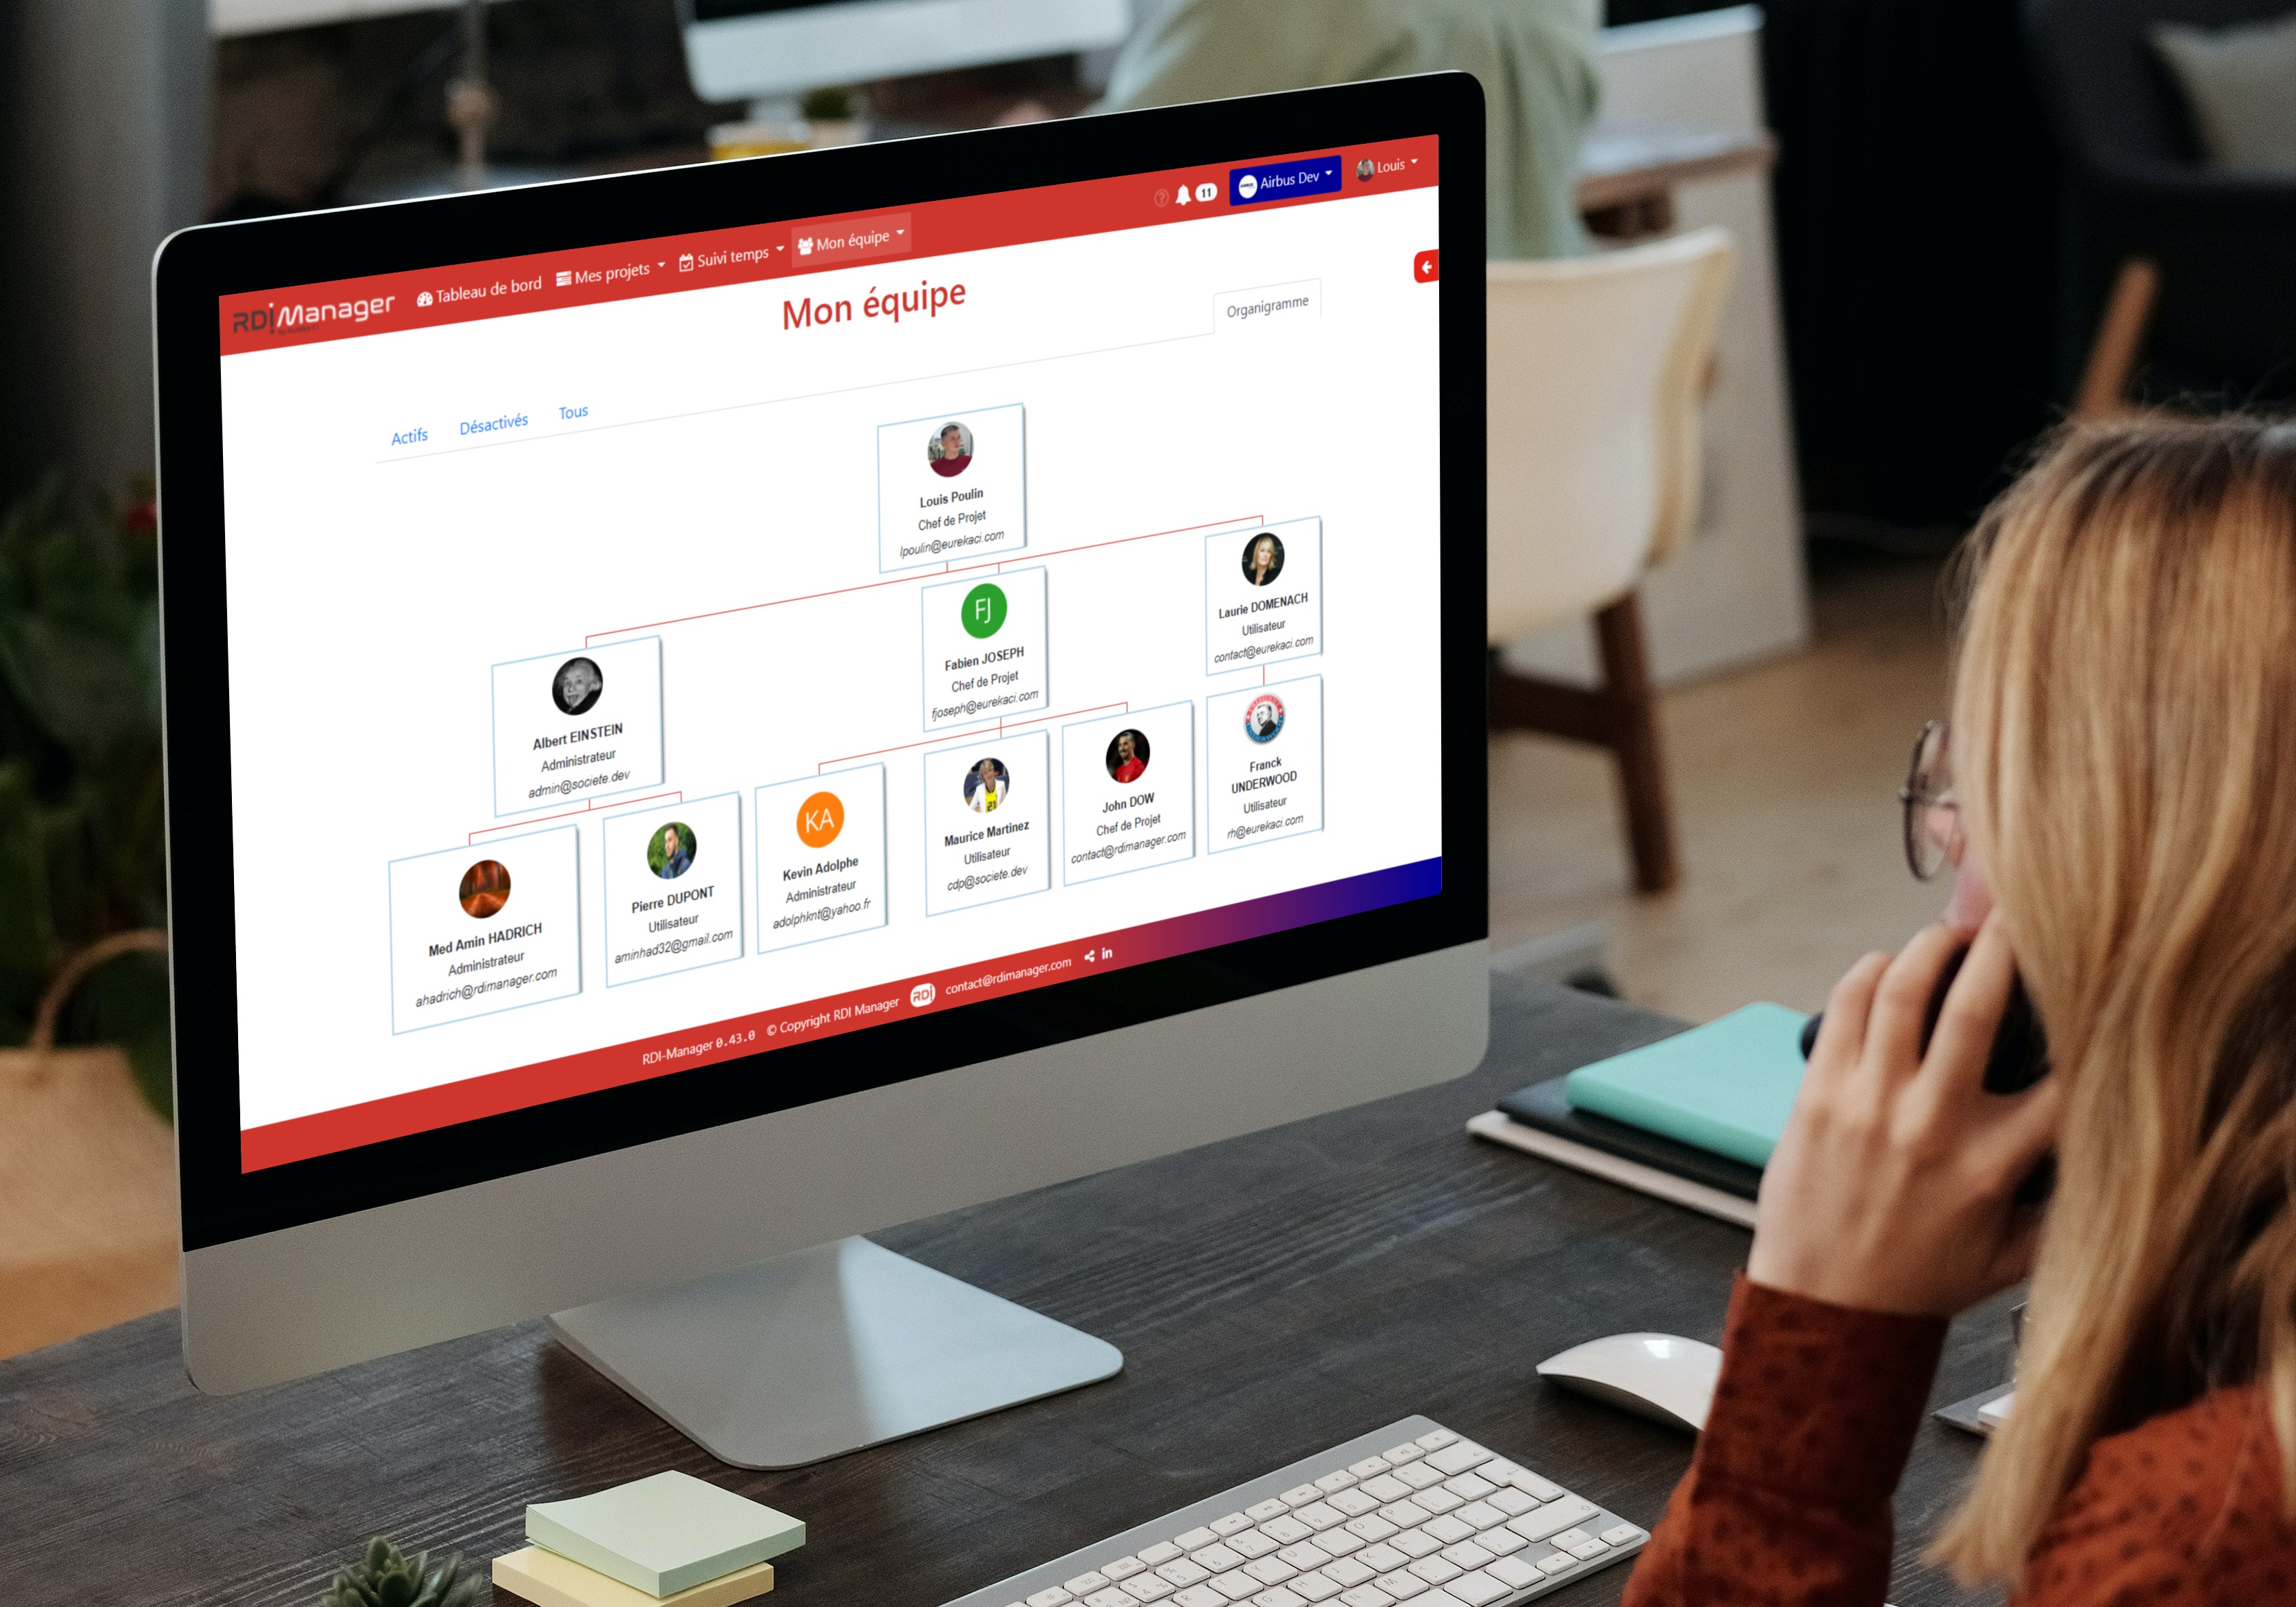 RDI Manager
Tableau de bord
Mes projets
Suivi temps
Mon équipe
11
Airbus Dev
Louis
Mon équipe
Actifs
Désactivés
Tous
Organigramme
Louis Poulin
Chef de Projet
lpoulin@eurekaci.com
Albert EINSTEIN
Administrateur
admin@societe.dev
FJ
Fabien JOSEPH
Chef de Projet
fjoseph@eurekaci.com
Laurie DOMENACH
Utilisateur
contact@eurekaci.com
Med Amin HADRICH
Administrateur
ahadrich@rdimanager.com
Pierre DUPONT
Utilisateur
aminhad32@gmail.com
KA
Kevin Adolphe
Administrateur
adolphknt@yahoo.fr
21
Maurice Martinez
Utilisateur
cdp@societe.dev
John DOW
Chef de Projet
contact@rdimanager.com
Franck
UNDERWOOD
Utilisateur
rh@eurekaci.com
RDI-Manager 0.43.0 © Copyright RDI Manager RDI contact@rdimanager.com in